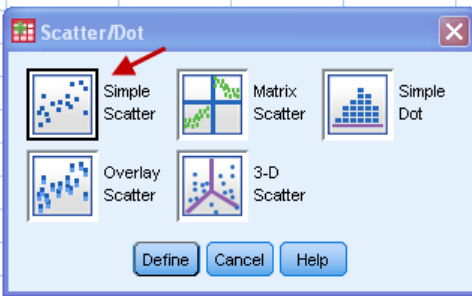 Scatter/Dot
Simple
Scatter
Matrix
Scatter
Simple
Dot
Overlay
Scatter
3-D
Scatter
Define
Cancel
Help